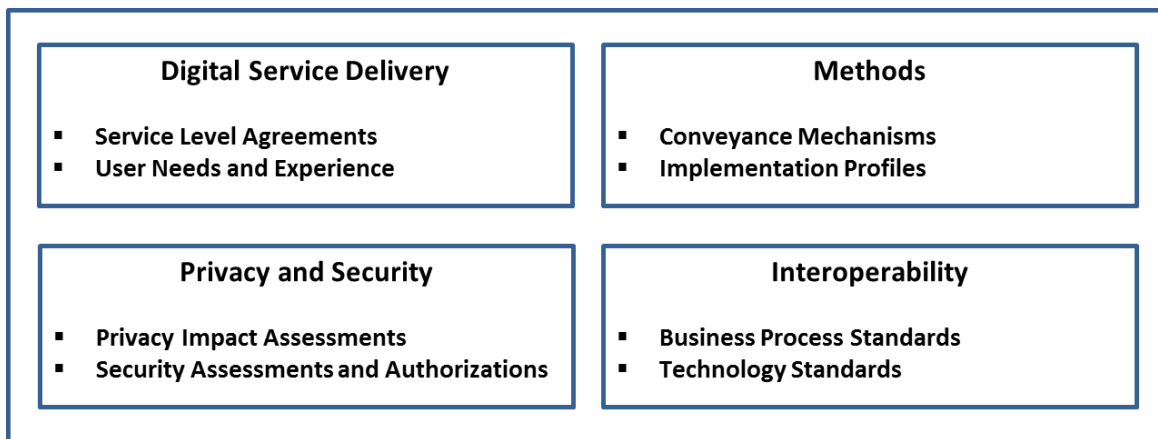 Digital Service Delivery
▪ Service Level Agreements
▪ User Needs and Experience
Methods
▪ Conveyance Mechanisms
▪ Implementation Profiles
Privacy and Security
▪ Privacy Impact Assessments
▪ Security Assessments and Authorizations
Interoperability
▪ Business Process Standards
▪ Technology Standards